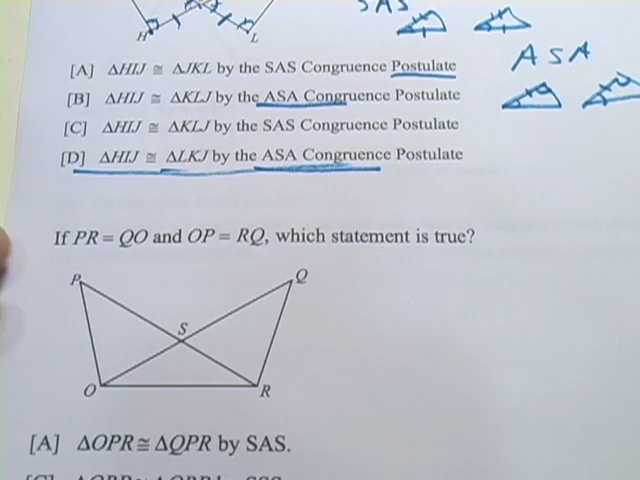 SAS
H
L
ASA
[A] ΔHIJ ≅ ΔJKL by the SAS Congruence Postulate
[B] ΔHIJ ≅ ΔKLJ by the ASA Congruence Postulate
[C] ΔHIJ ≅ ΔKLJ by the SAS Congruence Postulate
[D] ΔHIJ ≅ ΔLKJ by the ASA Congruence Postulate
If PR = QO and OP = RQ, which statement is true?
P
Q
S
O
R
[A] ΔOPR ≅ ΔQPR by SAS.